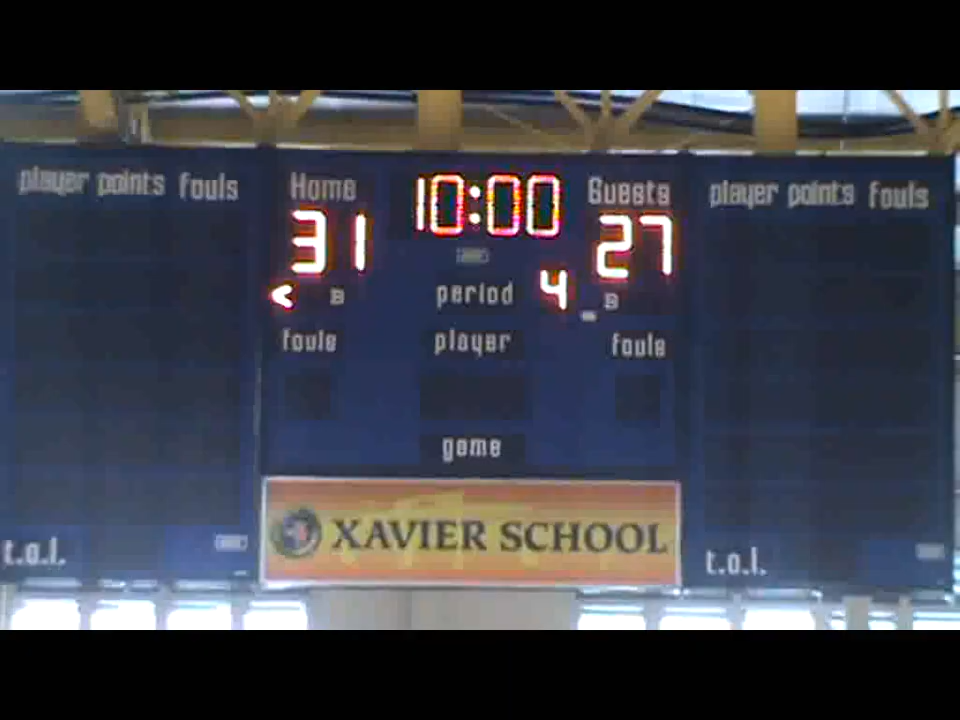 player points fouls Home 10:00 Guests player points fouls
31 27
< B period 4 B
fouls player fouls
game
XAVIER SCHOOL
t.o.l. t.o.l.